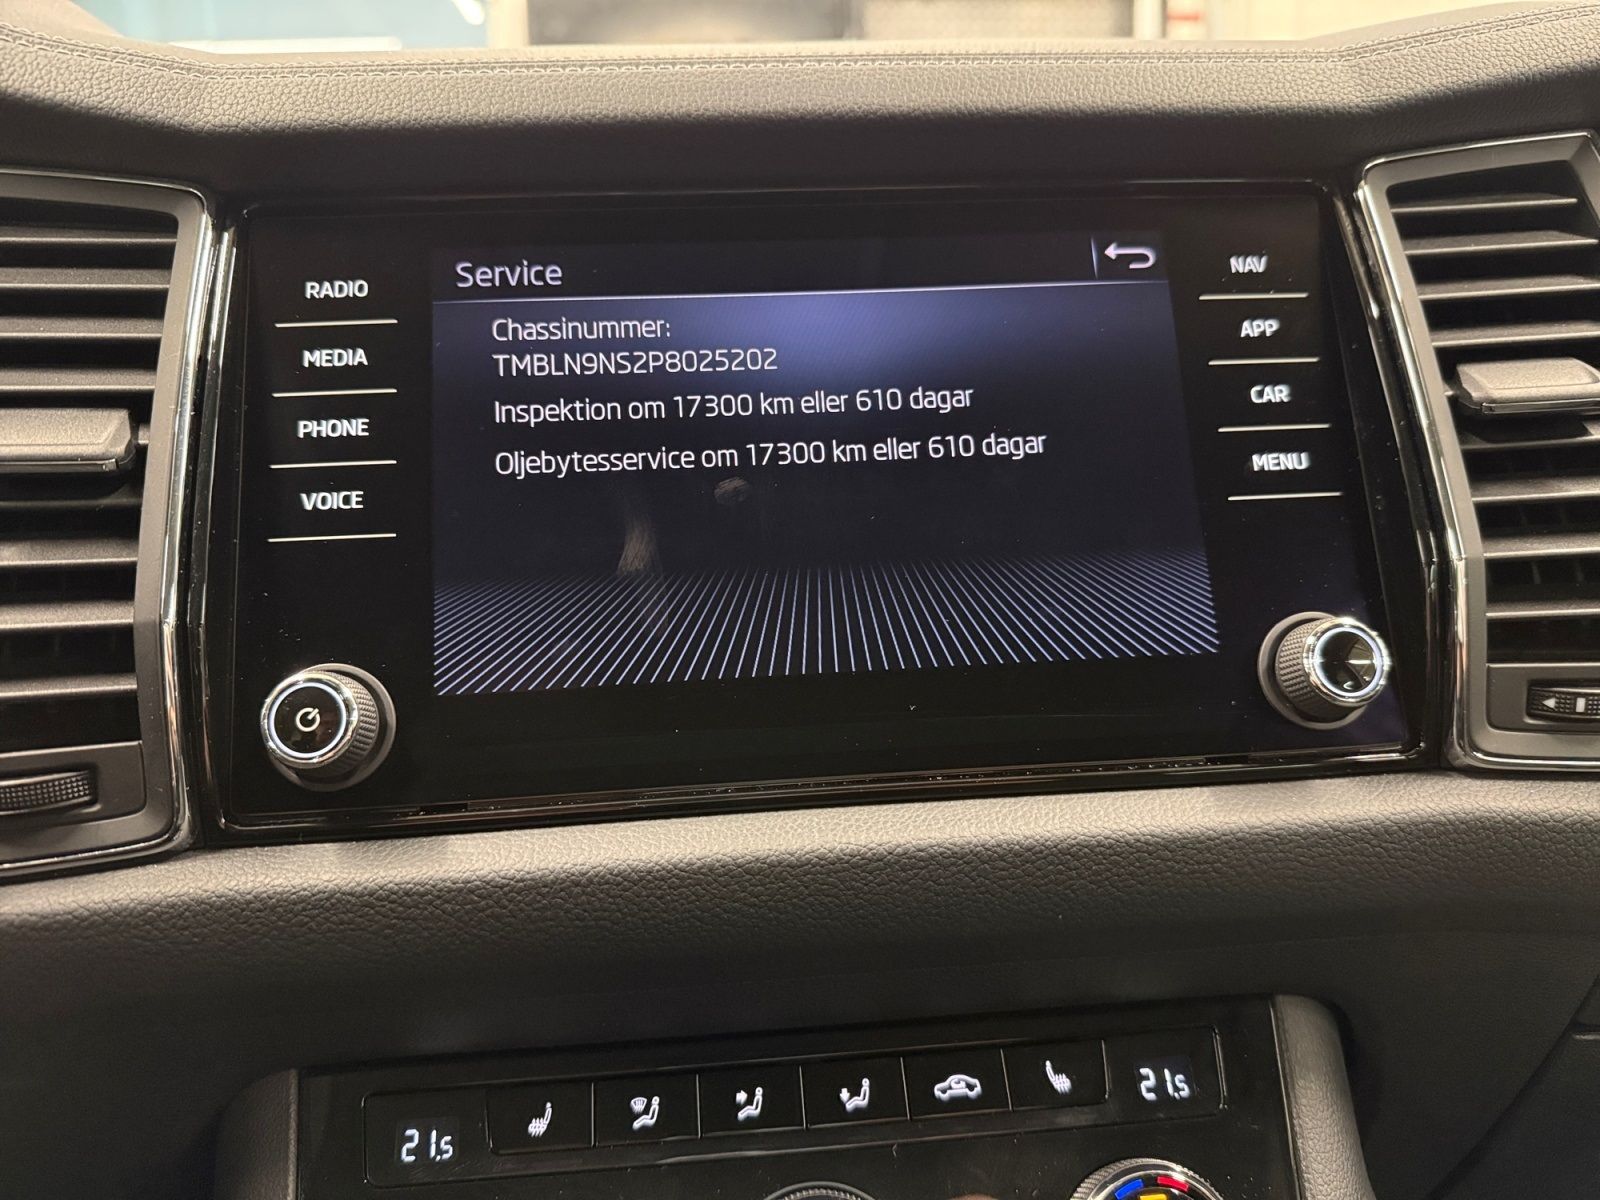 Service
Chassinummer:
TMBLN9NS2P8025202
Inspektion om 17300 km eller 610 dagar
Oljebytesservice om 17300 km eller 610 dagar
RADIO
MEDIA
PHONE
VOICE
NAV
APP
CAR
MENU
21.5
21.5